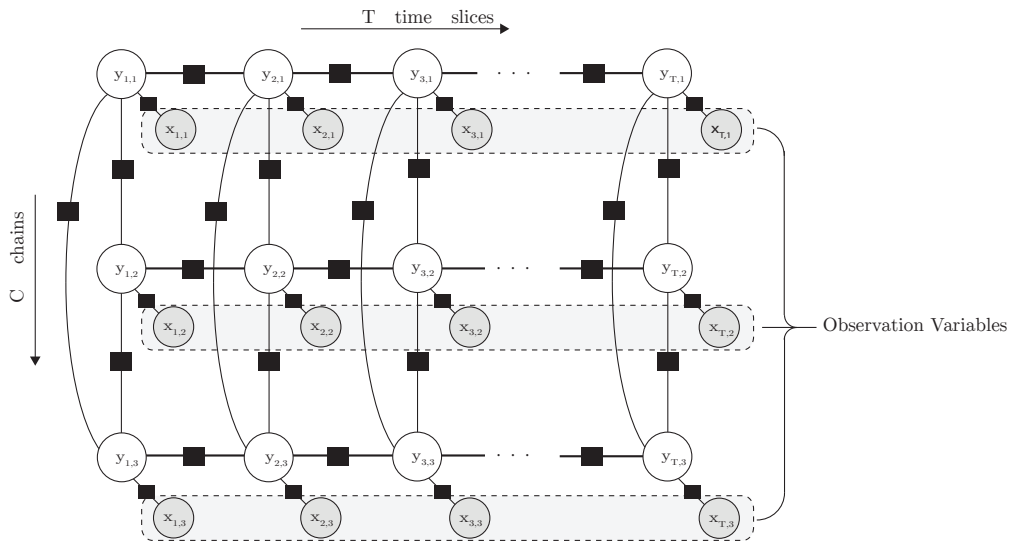 T time slices
y1,1 y2,1 y3,1 . . . yT,1
x1,1 x2,1 x3,1 xT,1
C chains
y1,2 y2,2 y3,2 . . . yT,2
x1,2 x2,2 x3,2 xT,2
Observation Variables
y1,3 y2,3 y3,3 . . . yT,3
x1,3 x2,3 x3,3 xT,3